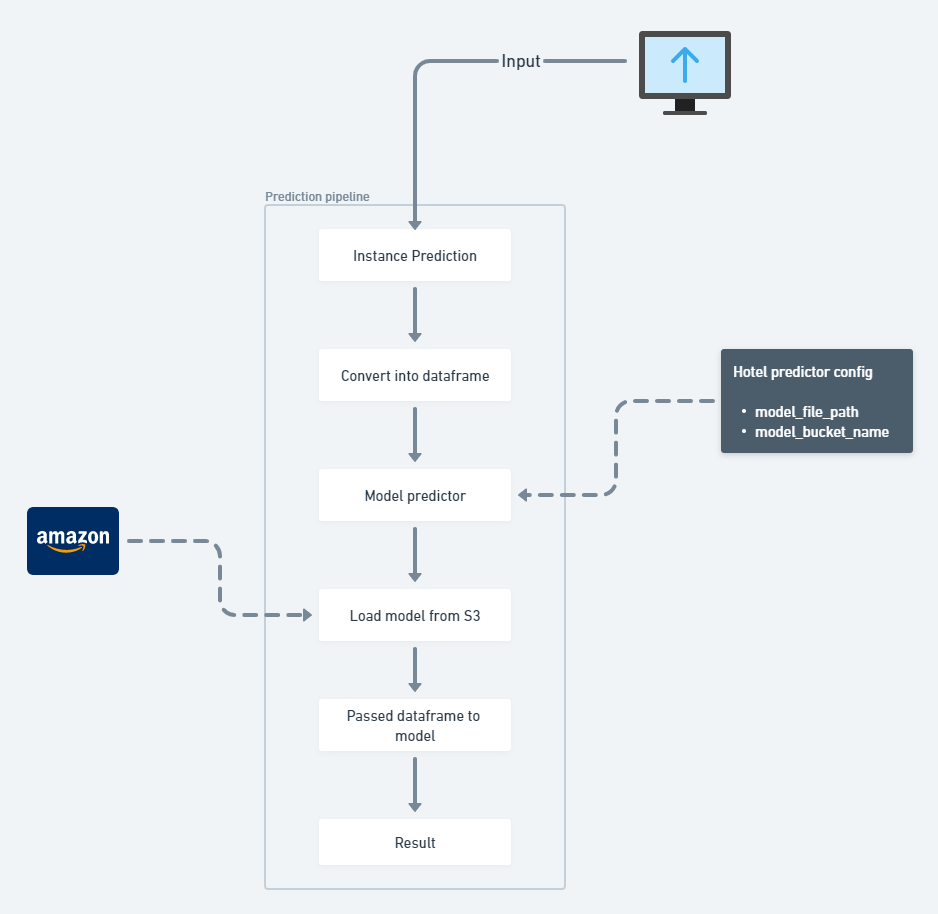 Input
Prediction pipeline
Instance Prediction
Convert into dataframe
Hotel predictor config
• model_file_path
• model_bucket_name
Model predictor
amazon
Load model from S3
Passed dataframe to
model
Result